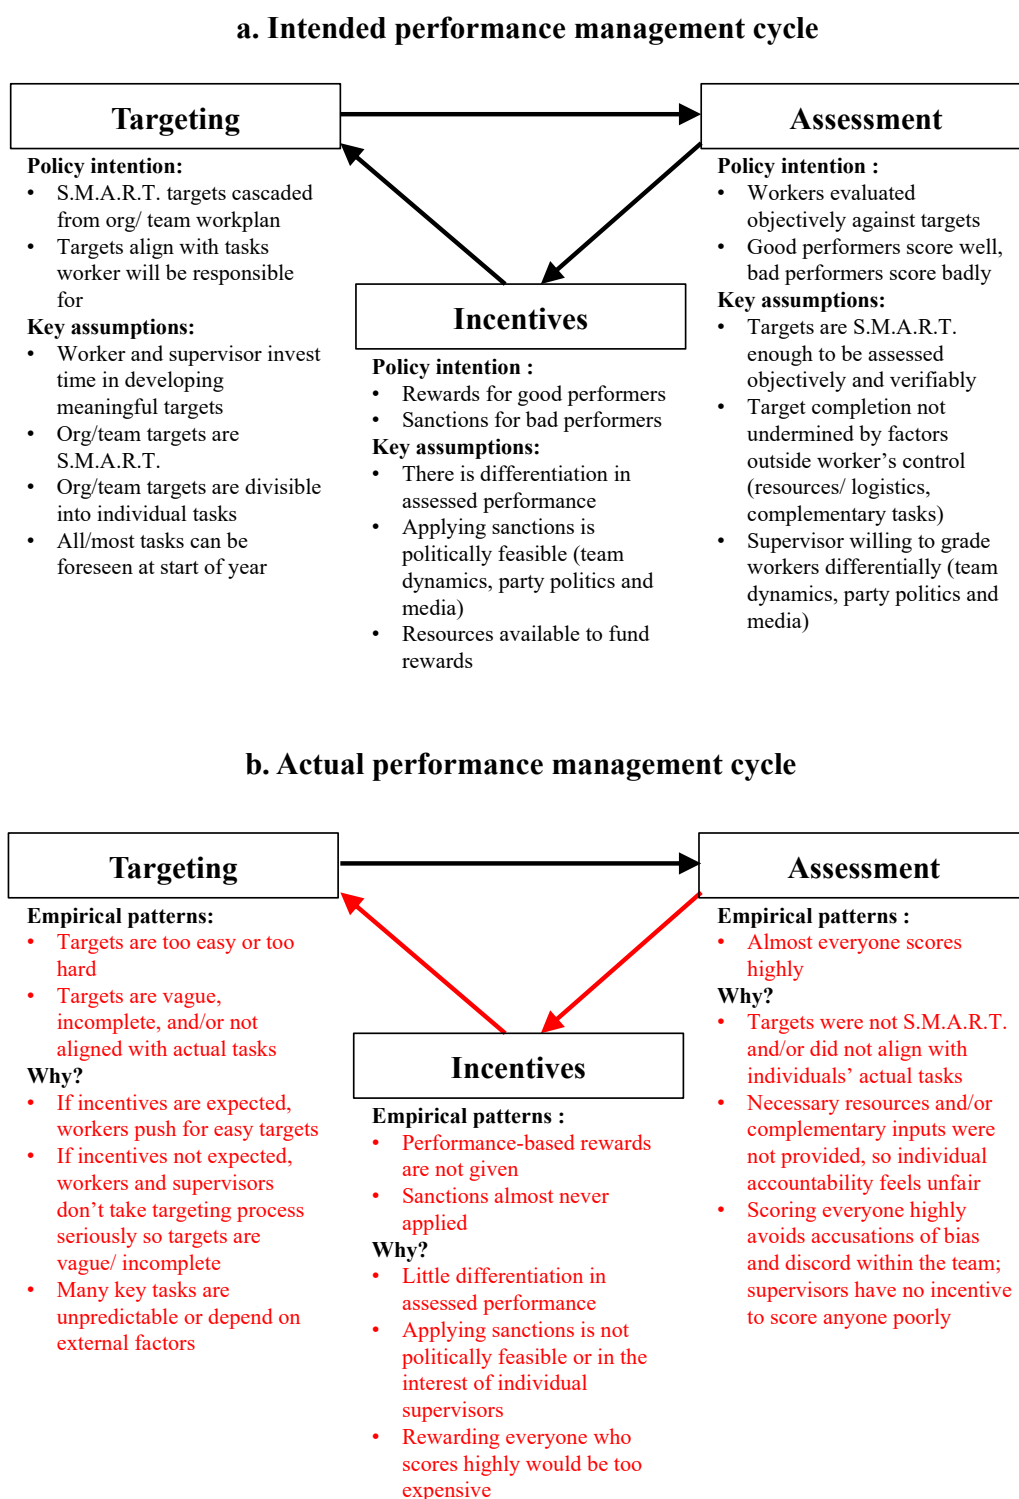 a. Intended performance management cycle
Targeting
Policy intention:
• S.M.A.R.T. targets cascaded
from org/ team workplan
• Targets align with tasks
worker will be responsible
for
Key assumptions:
• Worker and supervisor invest
time in developing
meaningful targets
• Org/team targets are
S.M.A.R.T.
• Org/team targets are divisible
into individual tasks
• All/most tasks can be
foreseen at start of year
Incentives
Policy intention :
• Rewards for good performers
• Sanctions for bad performers
Key assumptions:
• There is differentiation in
assessed performance
• Applying sanctions is
politically feasible (team
dynamics, party politics and
media)
• Resources available to fund
rewards
Assessment
Policy intention :
• Workers evaluated
objectively against targets
• Good performers score well,
bad performers score badly
Key assumptions:
• Targets are S.M.A.R.T.
enough to be assessed
objectively and verifiably
• Target completion not
undermined by factors
outside worker's control
(resources/ logistics,
complementary tasks)
• Supervisor willing to grade
workers differentially (team
dynamics, party politics and
media)
b. Actual performance management cycle
Targeting
Empirical patterns:
• Targets are too easy or too
hard
• Targets are vague,
incomplete, and/or not
aligned with actual tasks
Why?
• If incentives are expected,
workers push for easy targets
• If incentives not expected,
workers and supervisors
don't take targeting process
seriously so targets are
vague/ incomplete
• Many key tasks are
unpredictable or depend on
external factors
Incentives
Empirical patterns :
• Performance-based rewards
are not given
• Sanctions almost never
applied
Why?
• Little differentiation in
assessed performance
• Applying sanctions is not
politically feasible or in the
interest of individual
supervisors
• Rewarding everyone who
scores highly would be too
expensive
Assessment
Empirical patterns :
• Almost everyone scores
highly
Why?
• Targets were not S.M.A.R.T.
and/or did not align with
individuals' actual tasks
• Necessary resources and/or
complementary inputs were
not provided, so individual
accountability feels unfair
• Scoring everyone highly
avoids accusations of bias
and discord within the team;
supervisors have no incentive
to score anyone poorly